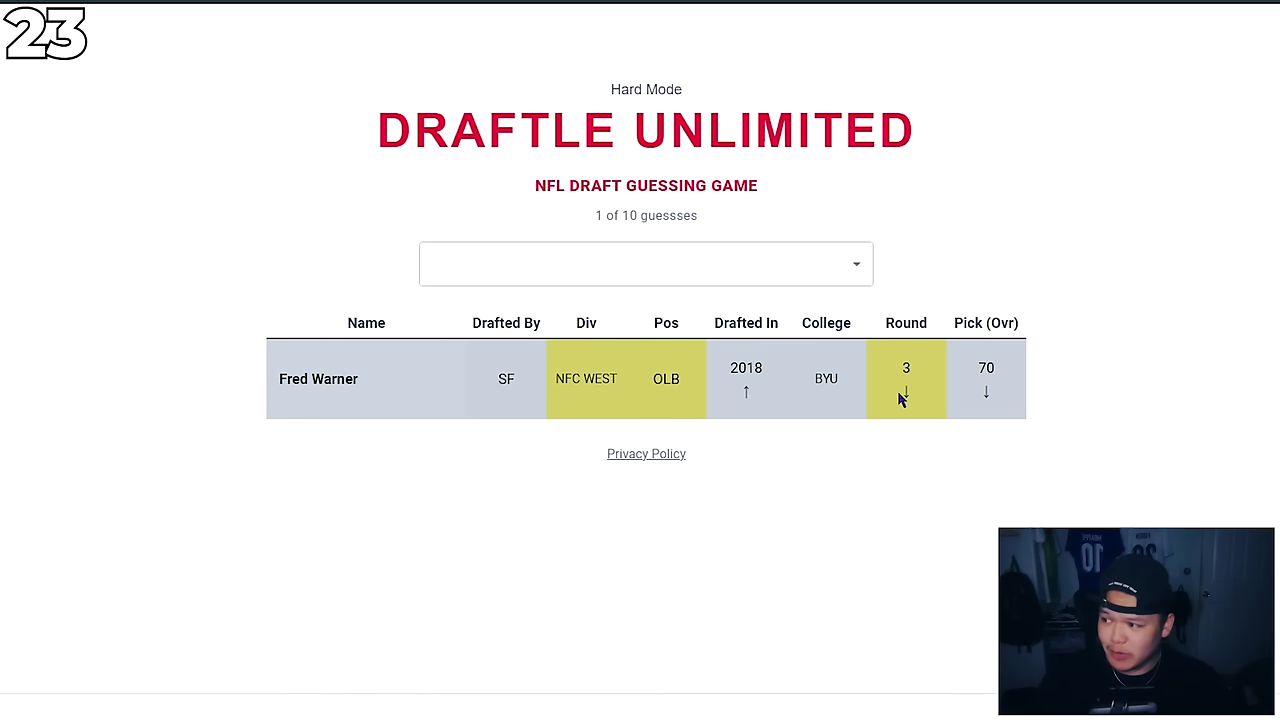 23
Hard Mode
DRAFTLE UNLIMITED
NFL DRAFT GUESSING GAME
1 of 10 guessses
Name Drafted By Div Pos Drafted In College Round Pick (Ovr)
Fred Warner SF NFC WEST OLB 2018 ↑ BYU 3 ↓ 70 ↓
Privacy Policy
10